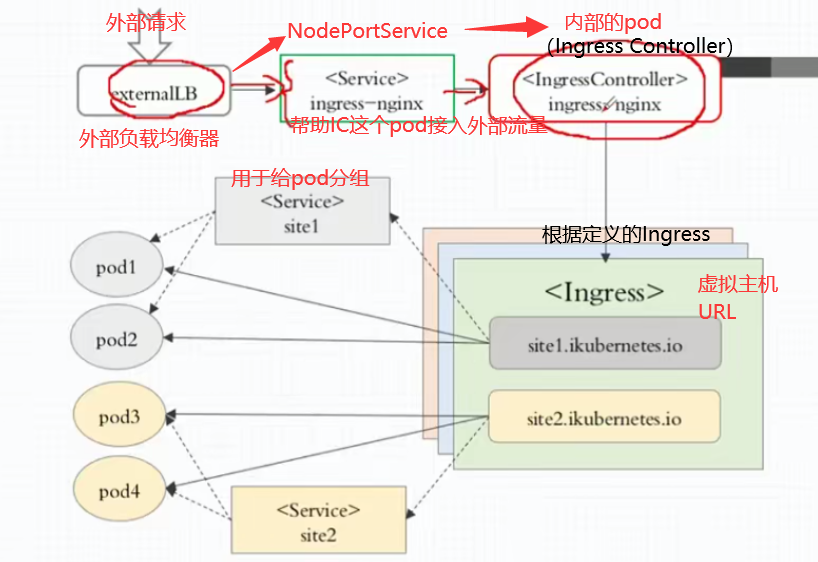 外部请求
NodePortService
内部的pod
(Ingress Controller)
externalLB
<Service>
ingress-nginx
<IngressController>
ingress-nginx
外部负载均衡器
帮助IC这个pod接入外部流量
用于给pod分组
<Service>
site1
根据定义的Ingress
pod1
<Ingress>
虚拟主机
URL
pod2
site1.ikubernetes.io
pod3
site2.ikubernetes.io
pod4
<Service>
site2